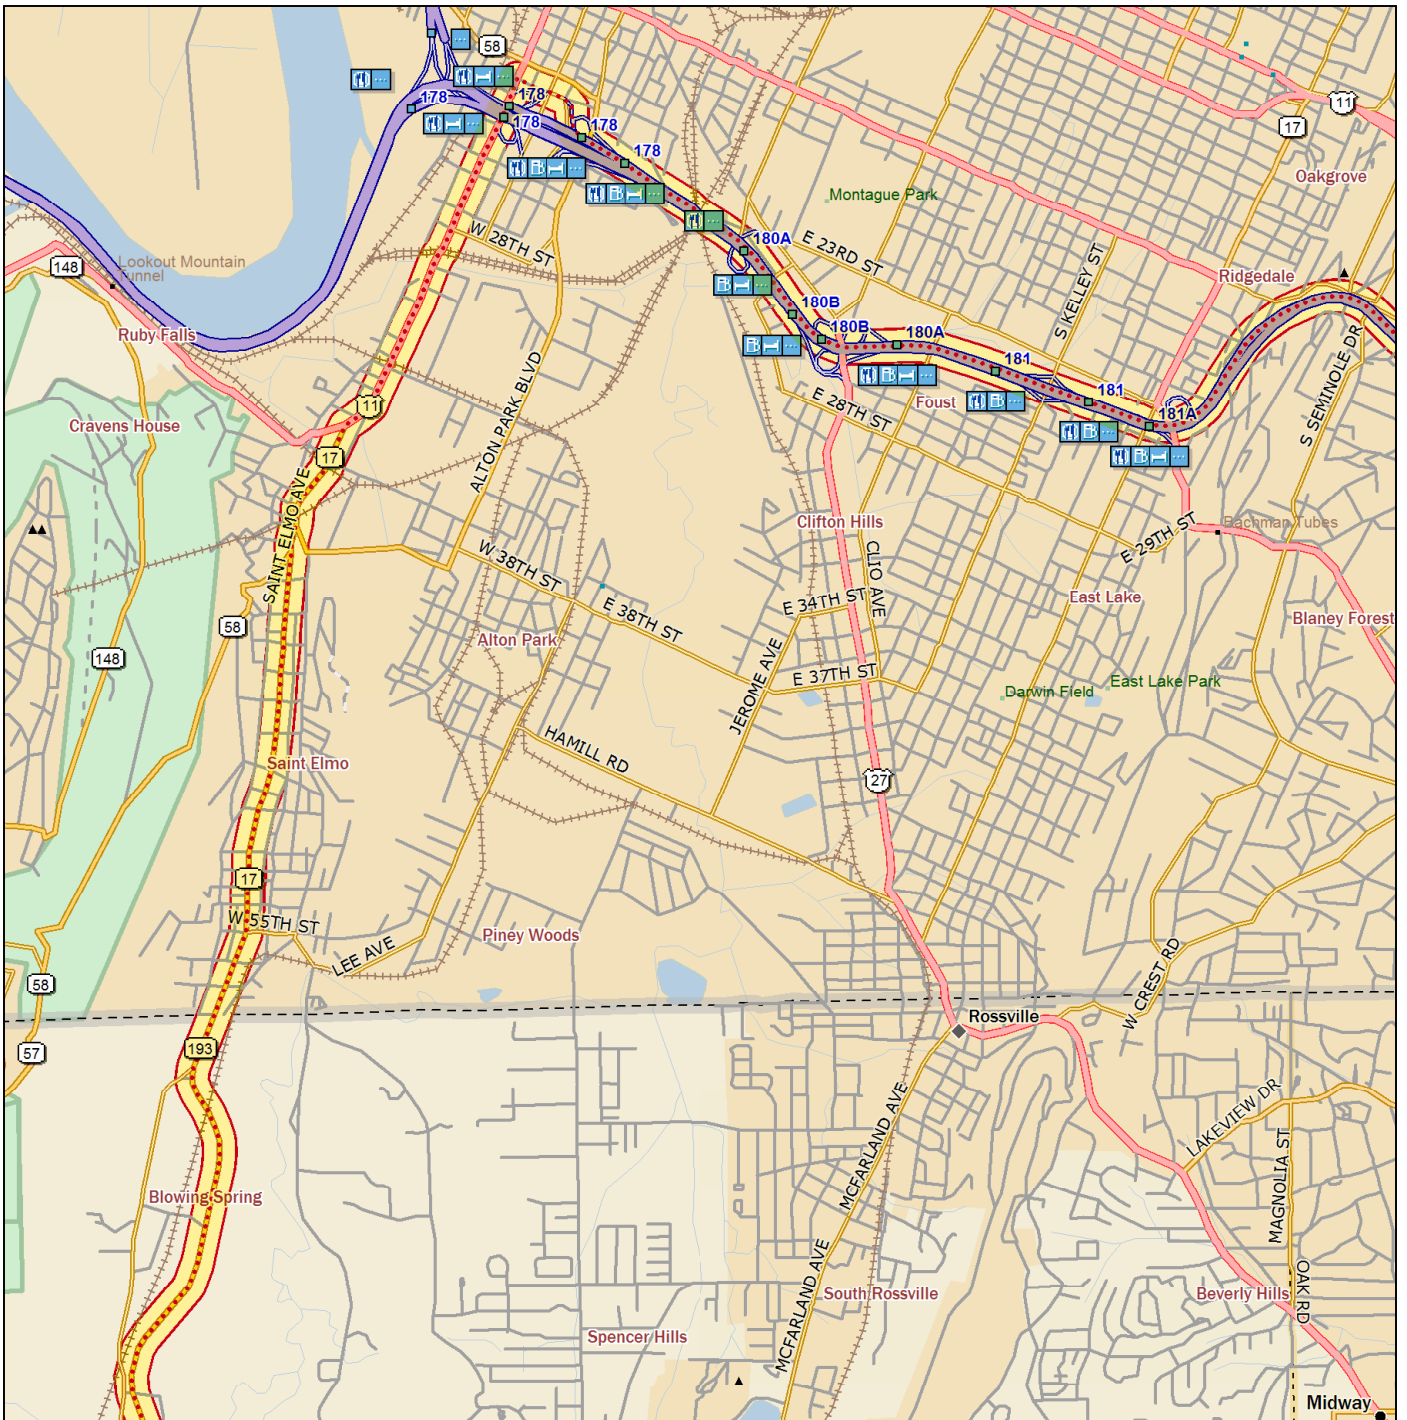 58
178
178
178
178
178
11
17
Oakgrove
Montague Park
W 28TH ST
180A
E 23RD ST
S KELLEY ST
Ridgedale
148
Lookout Mountain
Tunnel
Ruby Falls
180B
180B
180A
181
181
181A
S SEMINOLE DR
11
Cravens House
ALTON PARK BLVD
E 28TH ST
Foust
17
SAINT ELMO AVE
Clifton Hills
Bachman Tubes
E 29TH ST
W 38TH ST
CLIO AVE
E 34TH ST
E 38TH ST
East Lake
Blaney Forest
58
148
Alton Park
JEROME AVE
E 37TH ST
Darwin Field
East Lake Park
HAMILL RD
Saint Elmo
27
17
W 55TH ST
LEE AVE
Piney Woods
W CREST RD
58
Rossville
57
193
MCFARLAND AVE
LAKEVIEW DR
MAGNOLIA ST
Blowing Spring
MCFARLAND AVE
South Rossville
Beverly Hills
OAK RD
Spencer Hills
Midway